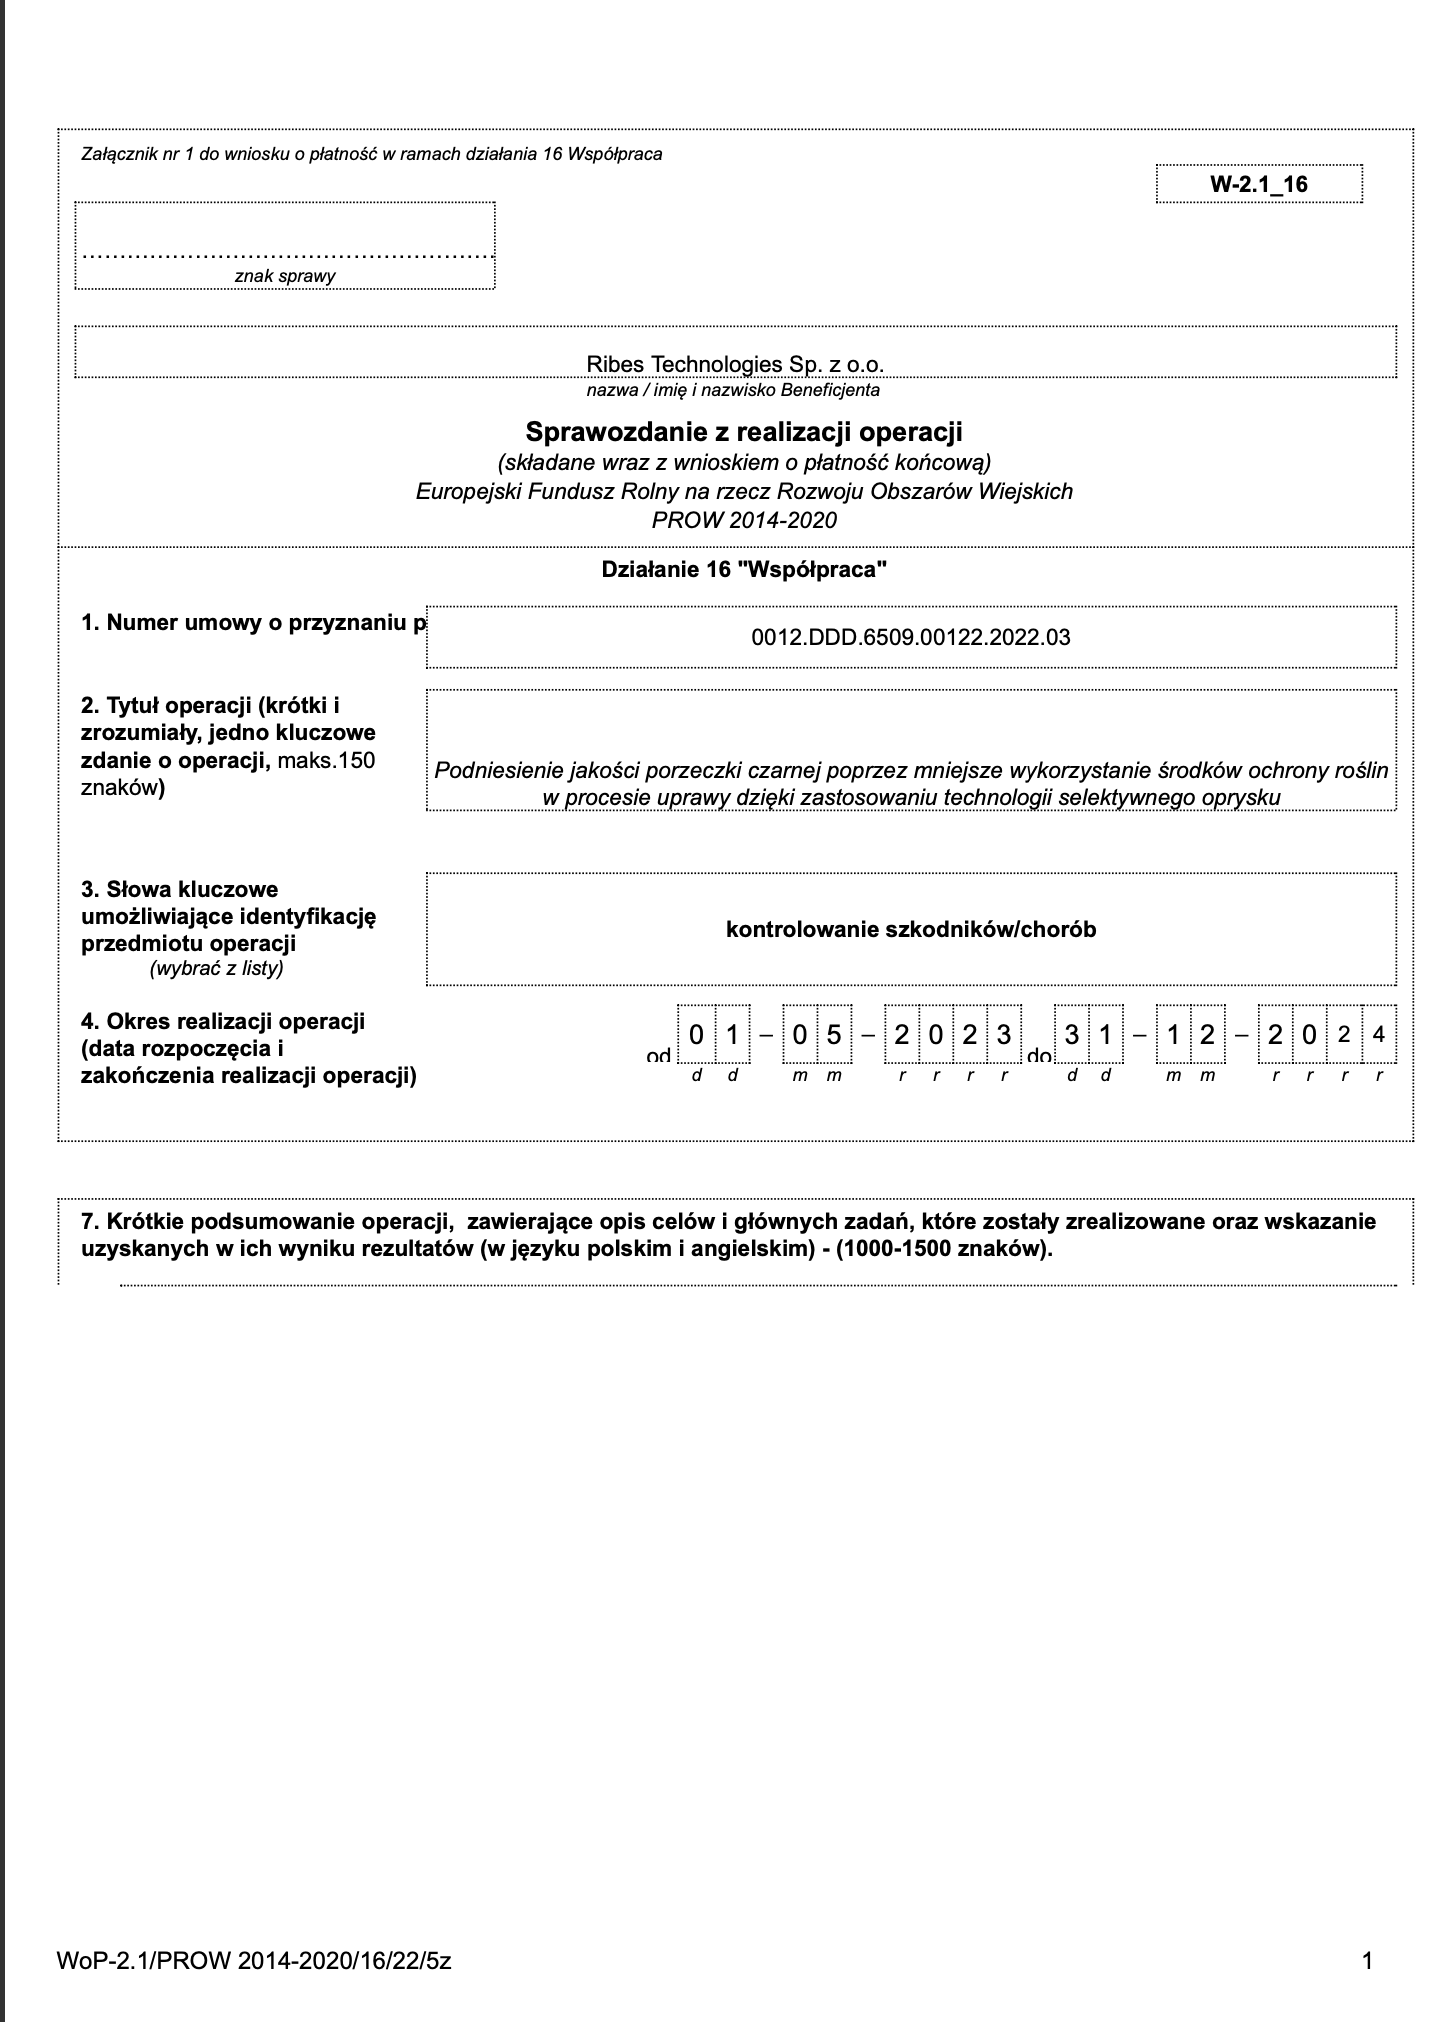 Załącznik nr 1 do wniosku o płatność w ramach działania 16 Współpraca
W-2.1_16
......................................................
znak sprawy
Ribes Technologies Sp. z o.o.
nazwa / imię i nazwisko Beneficjenta
Sprawozdanie z realizacji operacji
(składane wraz z wnioskiem o płatność końcową)
Europejski Fundusz Rolny na rzecz Rozwoju Obszarów Wiejskich
PROW 2014-2020
Działanie 16 "Współpraca"
1. Numer umowy o przyznaniu p
0012.DDD.6509.00122.2022.03
2. Tytuł operacji (krótki i
zrozumiały, jedno kluczowe
zdanie o operacji, maks.150
znaków)
Podniesienie jakości porzeczki czarnej poprzez mniejsze wykorzystanie środków ochrony roślin
w procesie uprawy dzięki zastosowaniu technologii selektywnego oprysku
3. Słowa kluczowe
umożliwiające identyfikację
przedmiotu operacji
(wybrać z listy)
kontrolowanie szkodników/chorób
4. Okres realizacji operacji
(data rozpoczęcia i
zakończenia realizacji operacji)
od 0 1 – 0 5 – 2 0 2 3 do 3 1 – 1 2 – 2 0 2 4
d d m m r r r r d d m m r r r r
7. Krótkie podsumowanie operacji, zawierające opis celów i głównych zadań, które zostały zrealizowane oraz wskazanie
uzyskanych w ich wyniku rezultatów (w języku polskim i angielskim) - (1000-1500 znaków).
WoP-2.1/PROW 2014-2020/16/22/5z
1